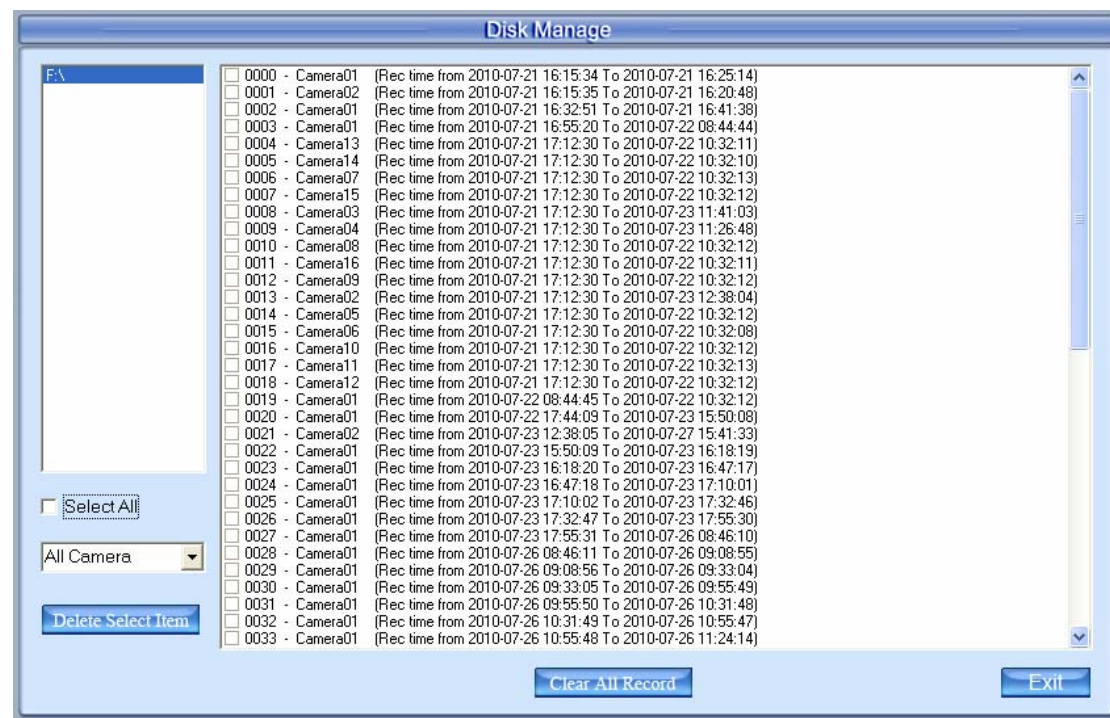 Disk Manage
F:\
0000 - Camera01 (Rec time from 2010-07-21 16:15:34 To 2010-07-21 16:25:14)
0001 - Camera02 (Rec time from 2010-07-21 16:15:35 To 2010-07-21 16:20:48)
0002 - Camera01 (Rec time from 2010-07-21 16:32:51 To 2010-07-21 16:41:38)
0003 - Camera01 (Rec time from 2010-07-21 16:55:20 To 2010-07-22 08:44:44)
0004 - Camera13 (Rec time from 2010-07-21 17:12:30 To 2010-07-22 10:32:11)
0005 - Camera14 (Rec time from 2010-07-21 17:12:30 To 2010-07-22 10:32:10)
0006 - Camera07 (Rec time from 2010-07-21 17:12:30 To 2010-07-22 10:32:13)
0007 - Camera15 (Rec time from 2010-07-21 17:12:30 To 2010-07-22 10:32:12)
0008 - Camera03 (Rec time from 2010-07-21 17:12:30 To 2010-07-23 11:41:03)
0009 - Camera04 (Rec time from 2010-07-21 17:12:30 To 2010-07-23 11:26:48)
0010 - Camera08 (Rec time from 2010-07-21 17:12:30 To 2010-07-22 10:32:12)
0011 - Camera16 (Rec time from 2010-07-21 17:12:30 To 2010-07-22 10:32:11)
0012 - Camera09 (Rec time from 2010-07-21 17:12:30 To 2010-07-22 10:32:12)
0013 - Camera02 (Rec time from 2010-07-21 17:12:30 To 2010-07-23 12:38:04)
0014 - Camera05 (Rec time from 2010-07-21 17:12:30 To 2010-07-22 10:32:12)
0015 - Camera06 (Rec time from 2010-07-21 17:12:30 To 2010-07-22 10:32:08)
0016 - Camera10 (Rec time from 2010-07-21 17:12:30 To 2010-07-22 10:32:12)
0017 - Camera11 (Rec time from 2010-07-21 17:12:30 To 2010-07-22 10:32:13)
0018 - Camera12 (Rec time from 2010-07-21 17:12:30 To 2010-07-22 10:32:12)
0019 - Camera01 (Rec time from 2010-07-22 08:44:45 To 2010-07-22 10:32:12)
0020 - Camera01 (Rec time from 2010-07-22 17:44:09 To 2010-07-23 15:50:08)
0021 - Camera02 (Rec time from 2010-07-23 12:38:05 To 2010-07-27 15:41:33)
0022 - Camera01 (Rec time from 2010-07-23 15:50:09 To 2010-07-23 16:18:19)
0023 - Camera01 (Rec time from 2010-07-23 16:18:20 To 2010-07-23 16:47:17)
0024 - Camera01 (Rec time from 2010-07-23 16:47:18 To 2010-07-23 17:10:01)
0025 - Camera01 (Rec time from 2010-07-23 17:10:02 To 2010-07-23 17:32:46)
0026 - Camera01 (Rec time from 2010-07-23 17:32:47 To 2010-07-23 17:55:30)
0027 - Camera01 (Rec time from 2010-07-23 17:55:31 To 2010-07-26 08:46:10)
0028 - Camera01 (Rec time from 2010-07-26 08:46:11 To 2010-07-26 09:08:55)
0029 - Camera01 (Rec time from 2010-07-26 09:08:56 To 2010-07-26 09:33:04)
0030 - Camera01 (Rec time from 2010-07-26 09:33:05 To 2010-07-26 09:55:49)
0031 - Camera01 (Rec time from 2010-07-26 09:55:50 To 2010-07-26 10:31:48)
0032 - Camera01 (Rec time from 2010-07-26 10:31:49 To 2010-07-26 10:55:47)
0033 - Camera01 (Rec time from 2010-07-26 10:55:48 To 2010-07-26 11:24:14)
Select All
All Camera
Delete Select Item
Clear All Record
Exit